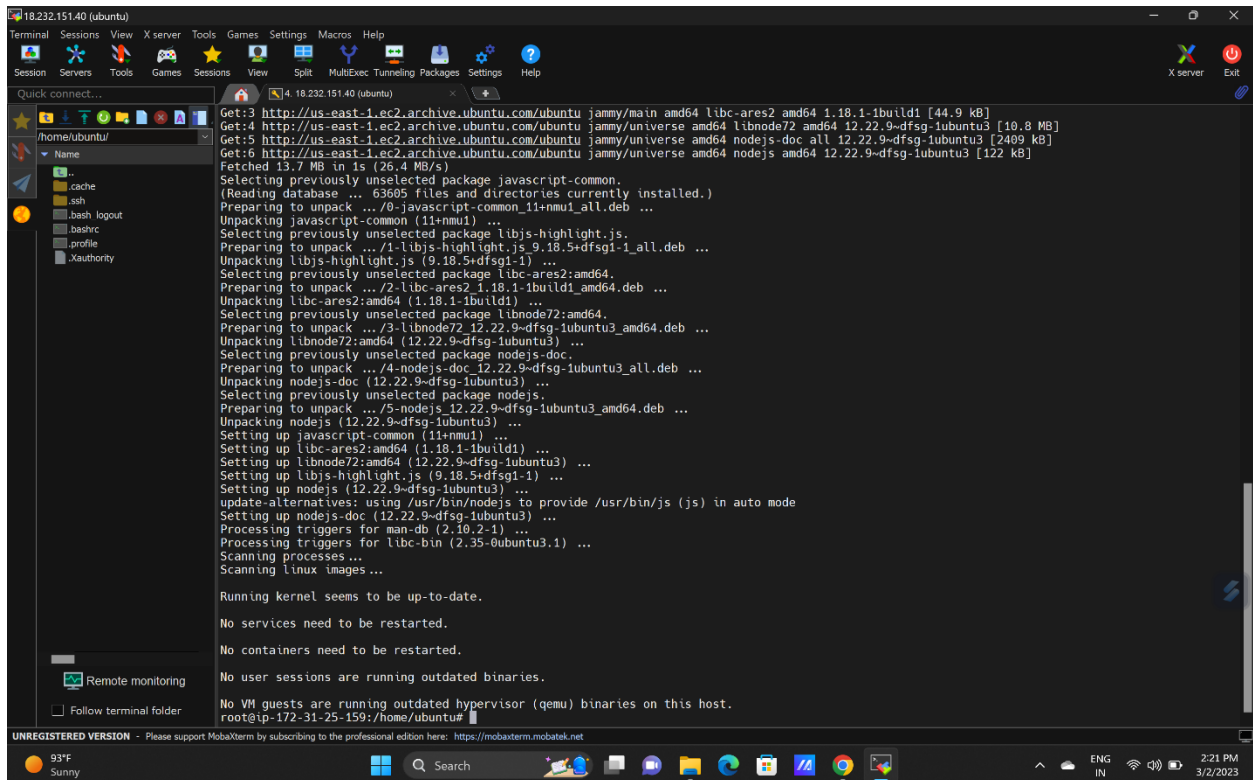 18.232.151.40 (ubuntu)
Terminal Sessions View X server Tools Games Settings Macros Help
Session Servers Tools Games Sessions View Split MultiExec Tunneling Packages Settings Help X server Exit
Quick connect...
4. 18.232.151.40 (ubuntu)
/home/ubuntu/
Name
..
.cache
.ssh
.bash_logout
.bashrc
.profile
.Xauthority
Remote monitoring
Follow terminal folder
Get:3 http://us-east-1.ec2.archive.ubuntu.com/ubuntu jammy/main amd64 libc-ares2 amd64 1.18.1-1build1 [44.9 kB]
Get:4 http://us-east-1.ec2.archive.ubuntu.com/ubuntu jammy/universe amd64 libnode72 amd64 12.22.9~dfsg-1ubuntu3 [10.8 MB]
Get:5 http://us-east-1.ec2.archive.ubuntu.com/ubuntu jammy/universe amd64 nodejs-doc all 12.22.9~dfsg-1ubuntu3 [2409 kB]
Get:6 http://us-east-1.ec2.archive.ubuntu.com/ubuntu jammy/universe amd64 nodejs amd64 12.22.9~dfsg-1ubuntu3 [122 kB]
Fetched 13.7 MB in 1s (26.4 MB/s)
Selecting previously unselected package javascript-common.
(Reading database ... 63605 files and directories currently installed.)
Preparing to unpack .../0-javascript-common_11+nmu1_all.deb ...
Unpacking javascript-common (11+nmu1) ...
Selecting previously unselected package libjs-highlight.js.
Preparing to unpack .../1-libjs-highlight.js_9.18.5+dfsg1-1_all.deb ...
Unpacking libjs-highlight.js (9.18.5+dfsg1-1) ...
Selecting previously unselected package libc-ares2:amd64.
Preparing to unpack .../2-libc-ares2_1.18.1-1build1_amd64.deb ...
Unpacking libc-ares2:amd64 (1.18.1-1build1) ...
Selecting previously unselected package libnode72:amd64.
Preparing to unpack .../3-libnode72_12.22.9~dfsg-1ubuntu3_amd64.deb ...
Unpacking libnode72:amd64 (12.22.9~dfsg-1ubuntu3) ...
Selecting previously unselected package nodejs-doc.
Preparing to unpack .../4-nodejs-doc_12.22.9~dfsg-1ubuntu3_all.deb ...
Unpacking nodejs-doc (12.22.9~dfsg-1ubuntu3) ...
Selecting previously unselected package nodejs.
Preparing to unpack .../5-nodejs_12.22.9~dfsg-1ubuntu3_amd64.deb ...
Unpacking nodejs (12.22.9~dfsg-1ubuntu3) ...
Setting up javascript-common (11+nmu1) ...
Setting up libc-ares2:amd64 (1.18.1-1build1) ...
Setting up libnode72:amd64 (12.22.9~dfsg-1ubuntu3) ...
Setting up libjs-highlight.js (9.18.5+dfsg1-1) ...
Setting up nodejs (12.22.9~dfsg-1ubuntu3) ...
update-alternatives: using /usr/bin/nodejs to provide /usr/bin/js (js) in auto mode
Setting up nodejs-doc (12.22.9~dfsg-1ubuntu3) ...
Processing triggers for man-db (2.10.2-1) ...
Processing triggers for libc-bin (2.35-0ubuntu3.1) ...
Scanning processes...
Scanning linux images...
Running kernel seems to be up-to-date.
No services need to be restarted.
No containers need to be restarted.
No user sessions are running outdated binaries.
No VM guests are running outdated hypervisor (qemu) binaries on this host.
root@ip-172-31-25-159:/home/ubuntu#
UNREGISTERED VERSION - Please support MobaXterm by subscribing to the professional edition here: https://mobaxterm.mobatek.net
93°F
Sunny
Search
ENG
IN
2:21 PM
3/2/2023